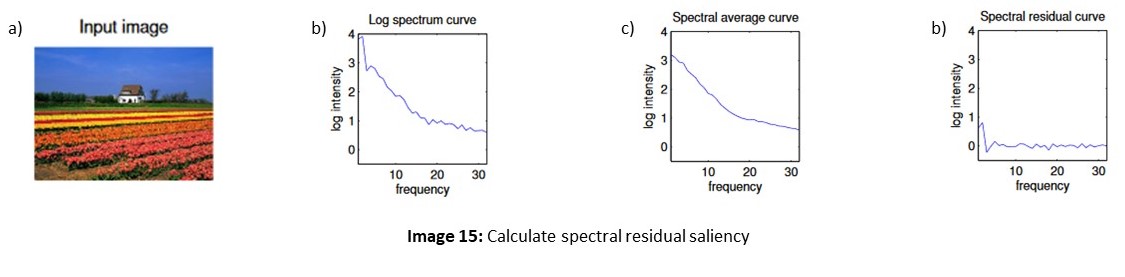 a)
Input image
b)
Log spectrum curve
4
3
2
1
0
log intensity
10 20 30
frequency
c)
Spectral average curve
4
3
2
1
0
log intensity
10 20 30
frequency
b)
Spectral residual curve
4
3
2
1
0
log intensity
10 20 30
frequency
Image 15: Calculate spectral residual saliency